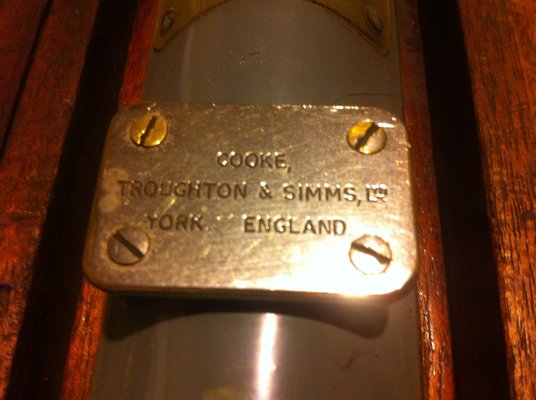 COOKE,
TROUGHTON & SIMMS, LTD
YORK. ENGLAND